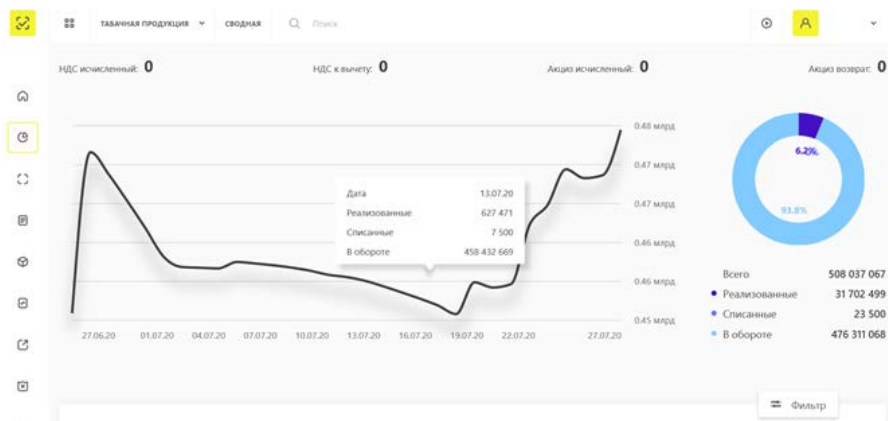 ТАБАЧНАЯ ПРОДУКЦИЯ СВОДНАЯ Поиск
НДС исчисленный: 0 НДС к вычету: 0 Акциз исчисленный: 0 Акциз возврат: 0
0.48 млрд
0.47 млрд
0.47 млрд
0.46 млрд
0.46 млрд
0.45 млрд
Дата 13.07.20
Реализованные 627 471
Списанные 7 500
В обороте 458 432 669
27.06.20 01.07.20 04.07.20 07.07.20 10.07.20 13.07.20 16.07.20 19.07.20 22.07.20 27.07.20
6.2%
93.8%
Всего 508 037 067
Реализованные 31 702 499
Списанные 23 500
В обороте 476 311 068
Фильтр